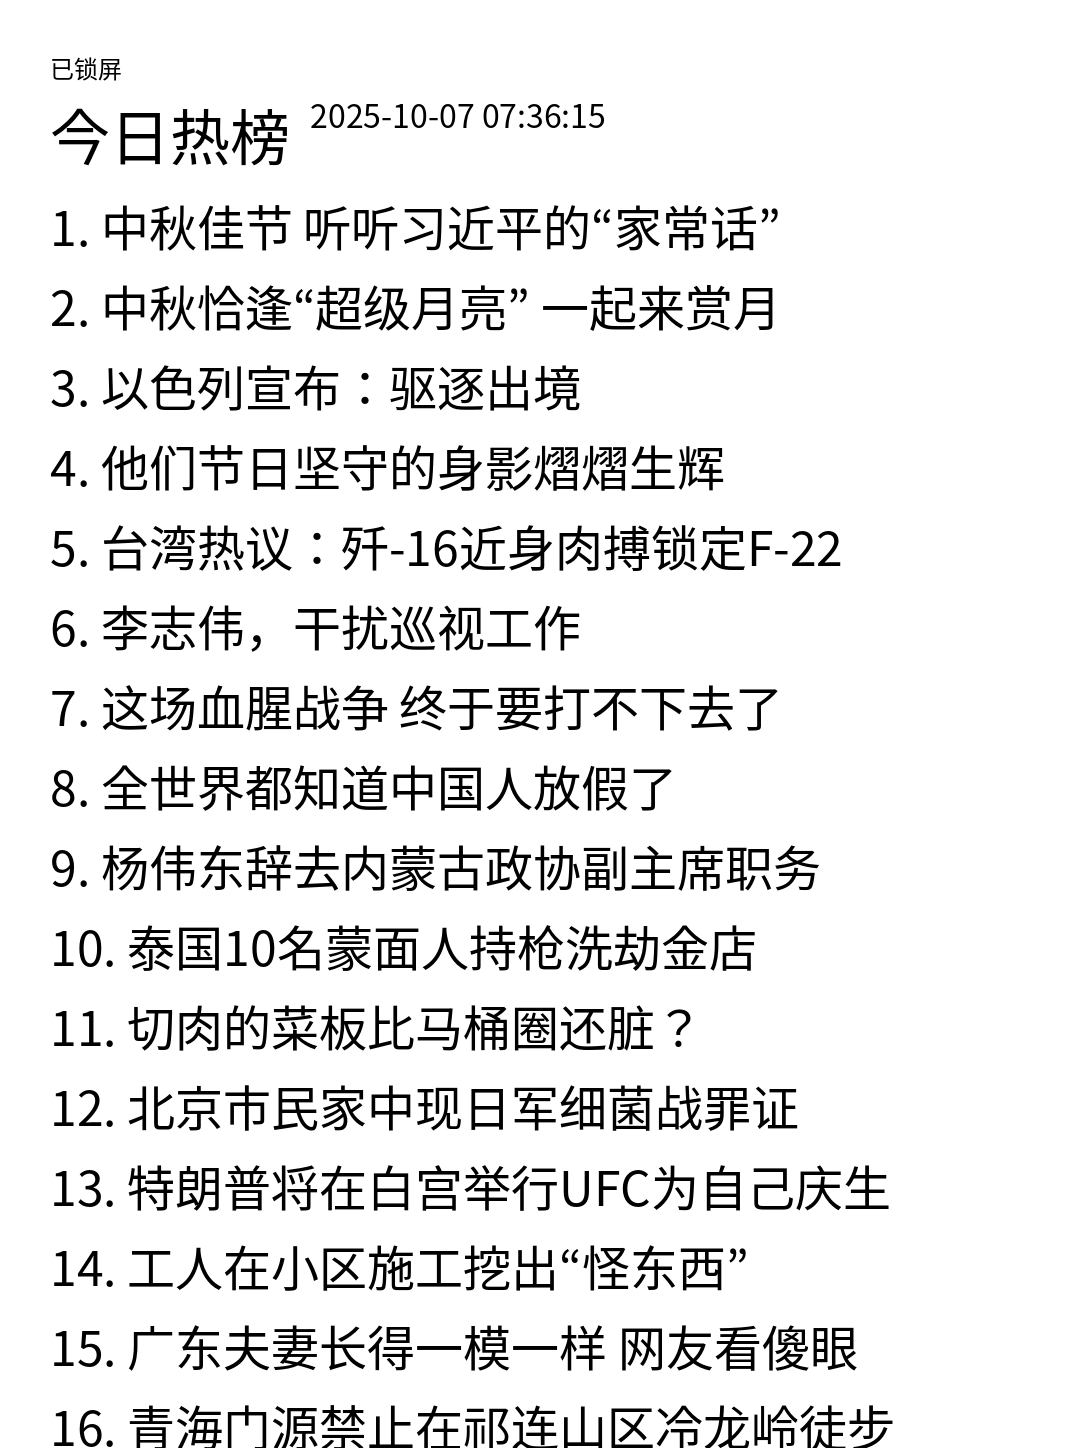 已锁屏
今日热榜 2025-10-07 07:36:15
1. 中秋佳节 听听习近平的“家常话”
2. 中秋恰逢“超级月亮” 一起来赏月
3. 以色列宣布：驱逐出境
4. 他们节日坚守的身影熠熠生辉
5. 台湾热议：歼-16近身肉搏锁定F-22
6. 李志伟，干扰巡视工作
7. 这场血腥战争 终于要打不下去了
8. 全世界都知道中国人放假了
9. 杨伟东辞去内蒙古政协副主席职务
10. 泰国10名蒙面人持枪洗劫金店
11. 切肉的菜板比马桶圈还脏？
12. 北京市民家中现日军细菌战罪证
13. 特朗普将在白宫举行UFC为自己庆生
14. 工人在小区施工挖出“怪东西”
15. 广东夫妻长得一模一样 网友看傻眼
16. 青海门源禁止在祁连山区冷龙岭徒步